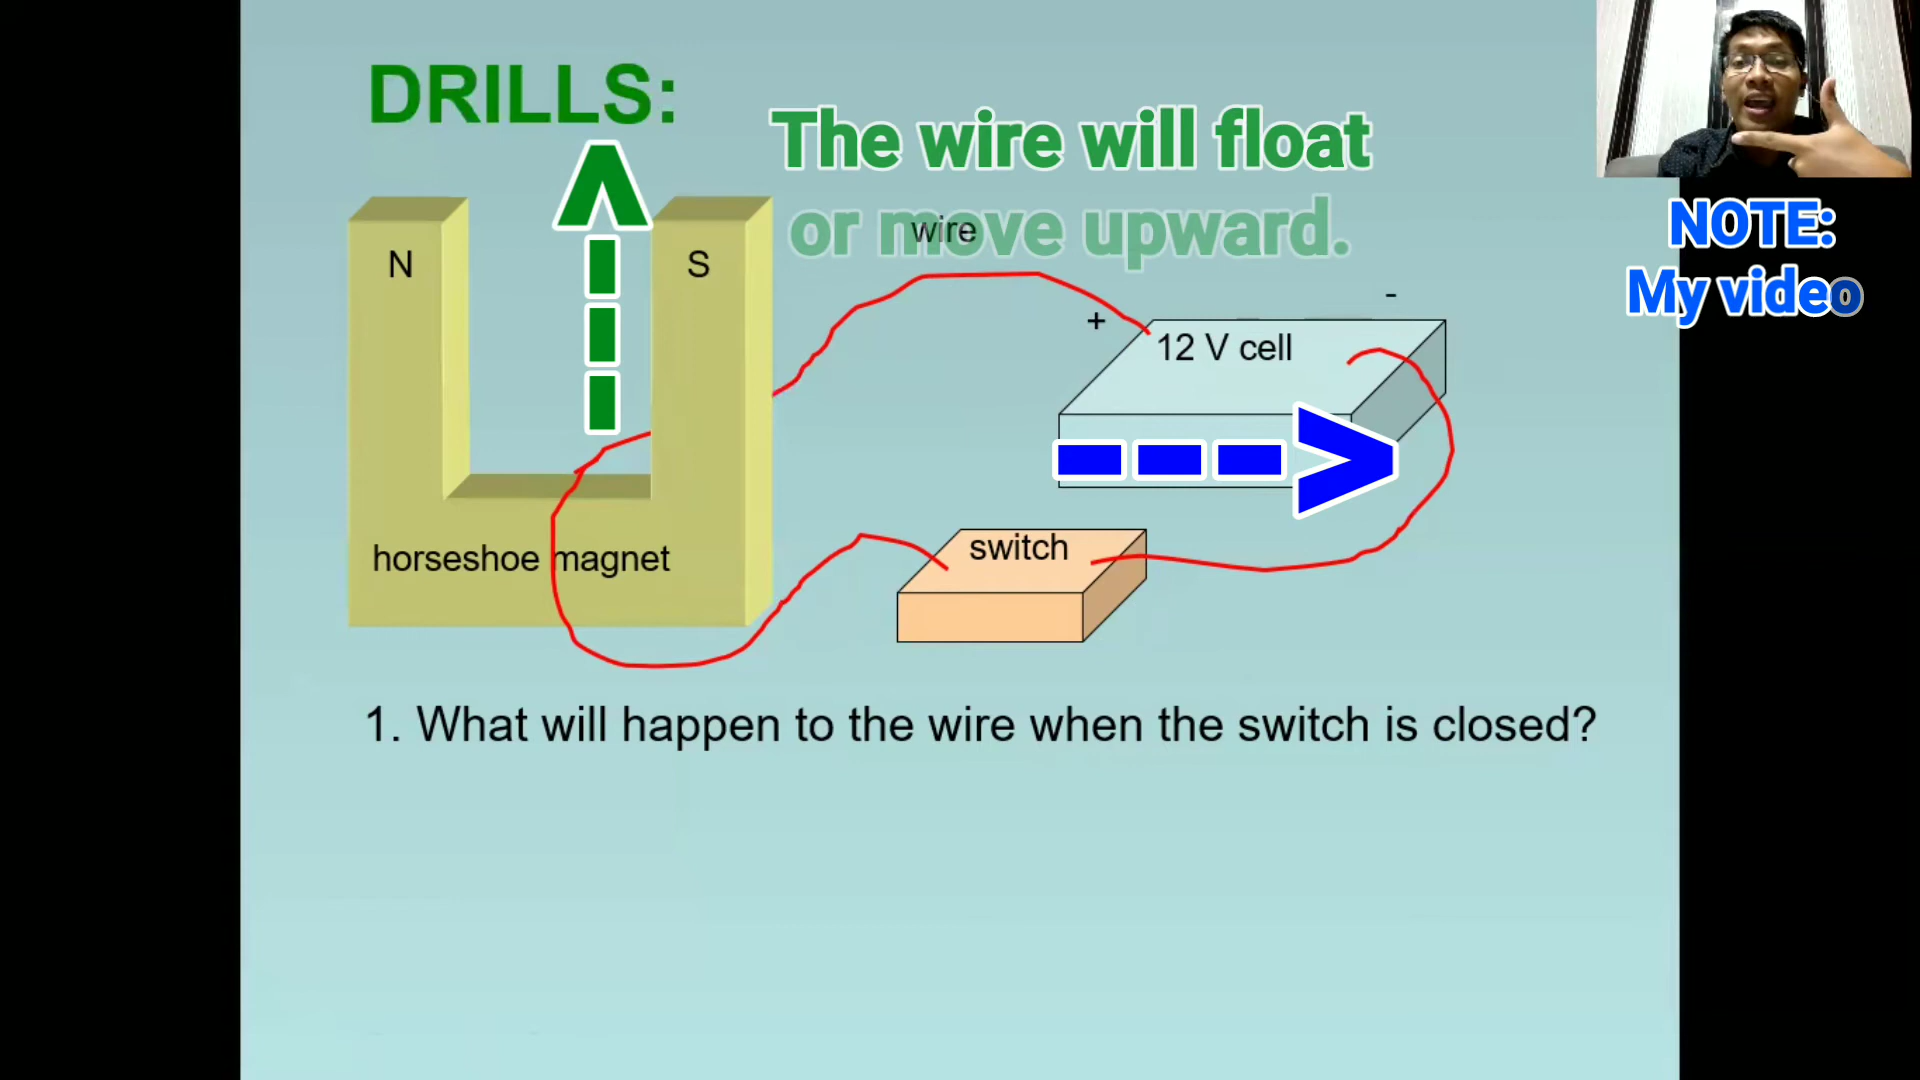 DRILLS:
The wire will float
or move upward.
wire
NOTE:
My video
N
S
+
-
12 V cell
switch
horseshoe magnet
1. What will happen to the wire when the switch is closed?